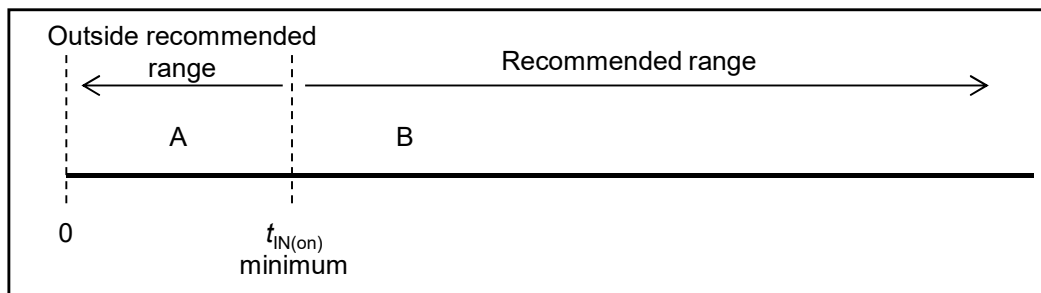 Outside recommended
range
Recommended range
A
B
0
tIN(on)
minimum